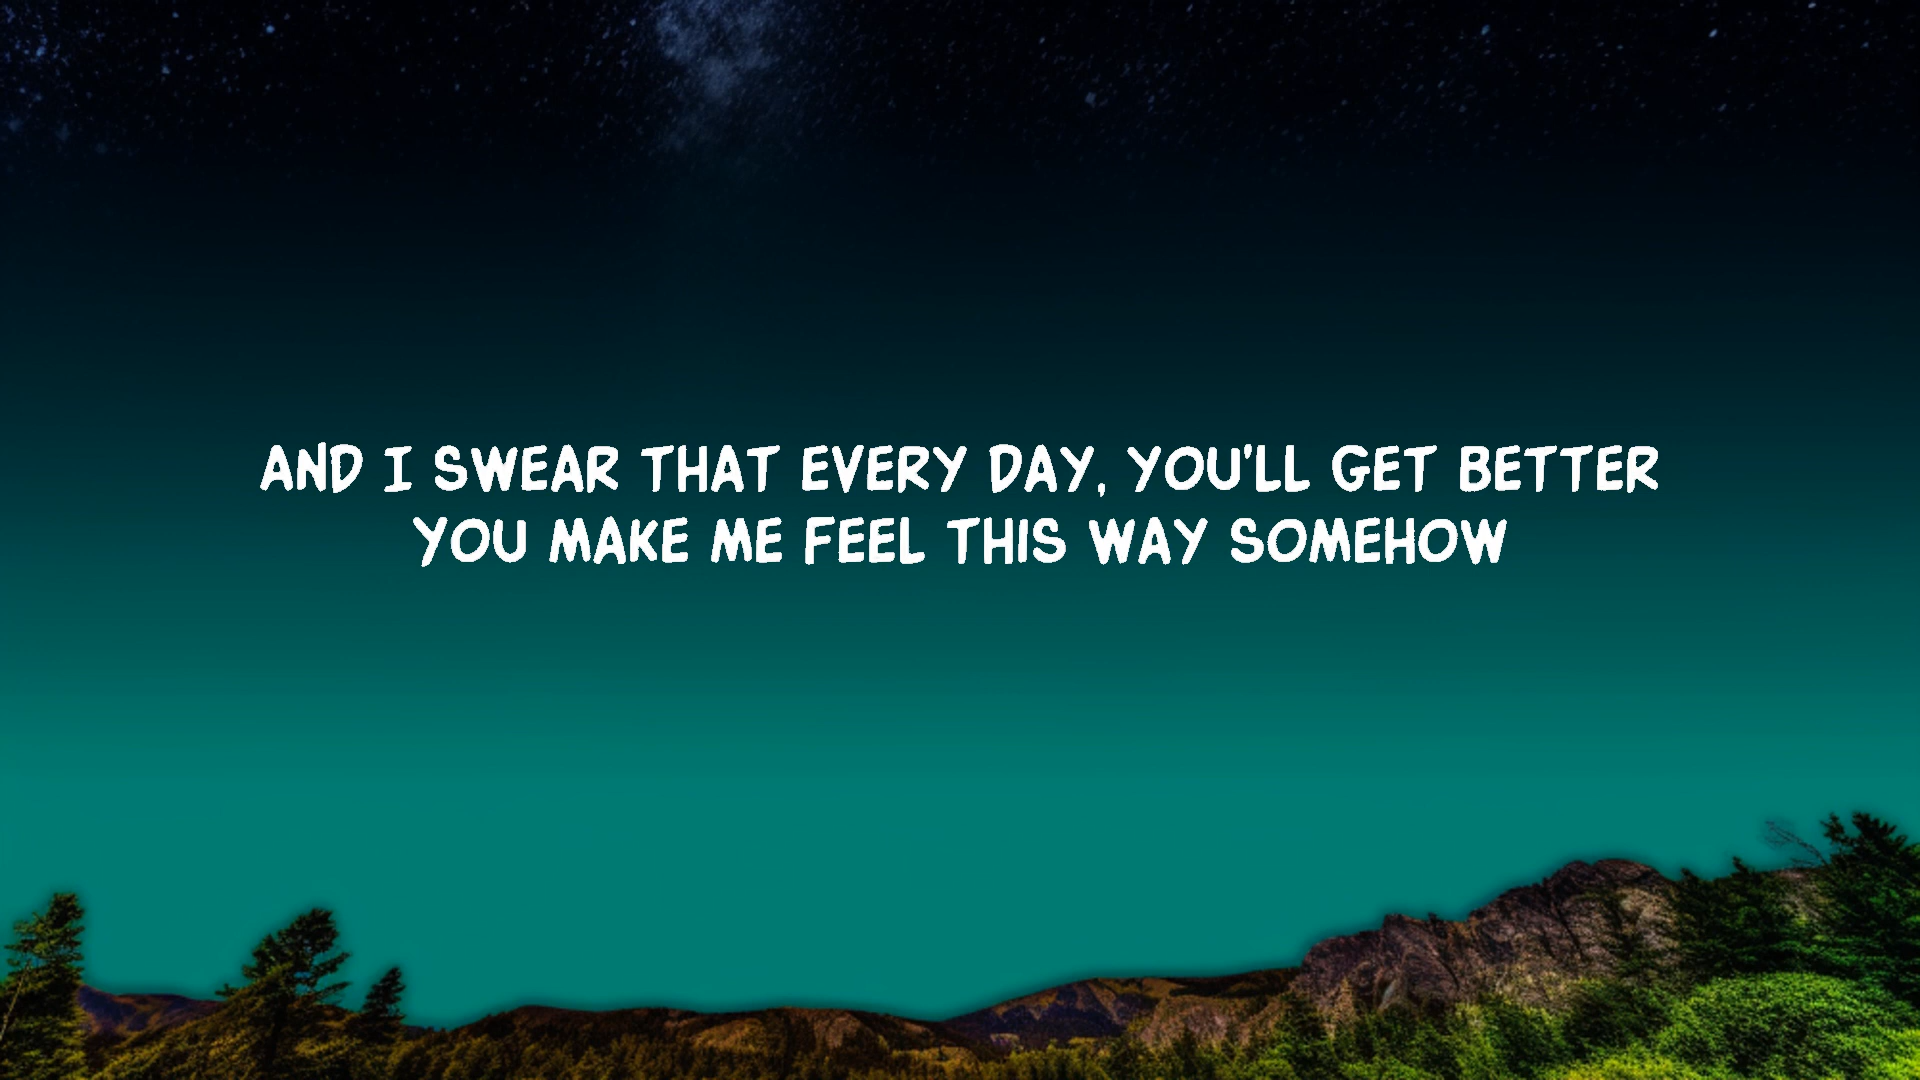 AND I SWEAR THAT EVERY DAY, YOU'LL GET BETTER
YOU MAKE ME FEEL THIS WAY SOMEHOW